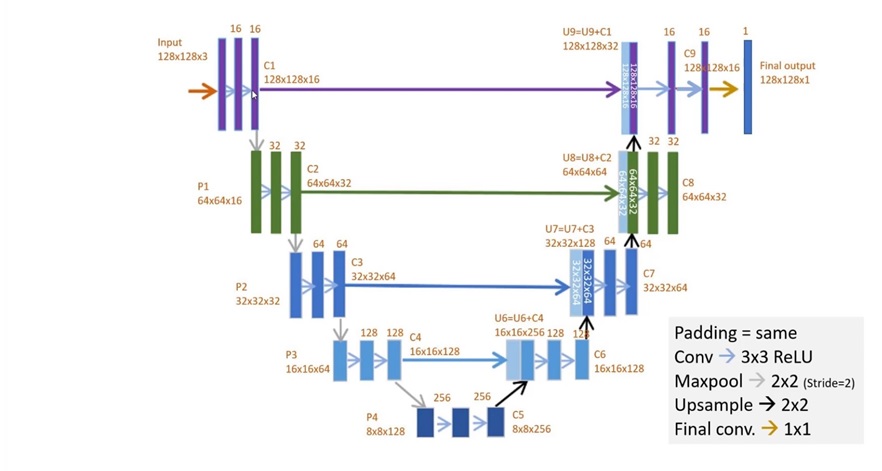 16 16
Input
128x128x3
C1
128x128x16
U9=U9+C1
128x128x32
128x128x16
128x128x16
16 16
C9
128x128x16
1
Final output
128x128x1
P1
64x64x16
32 32
C2
64x64x32
U8=U8+C2
64x64x64
64x64x32
64x64x32
32 32
C8
64x64x32
P2
32x32x32
64 64
C3
32x32x64
U7=U7+C3
32x32x128
32x32x64
32x32x64
64 64
C7
32x32x64
P3
16x16x64
128 128
C4
16x16x128
U6=U6+C4
16x16x256
128 128
C6
16x16x128
P4
8x8x128
256 256
C5
8x8x256
Padding = same
Conv → 3x3 ReLU
Maxpool → 2x2 (Stride=2)
Upsample → 2x2
Final conv. → 1x1